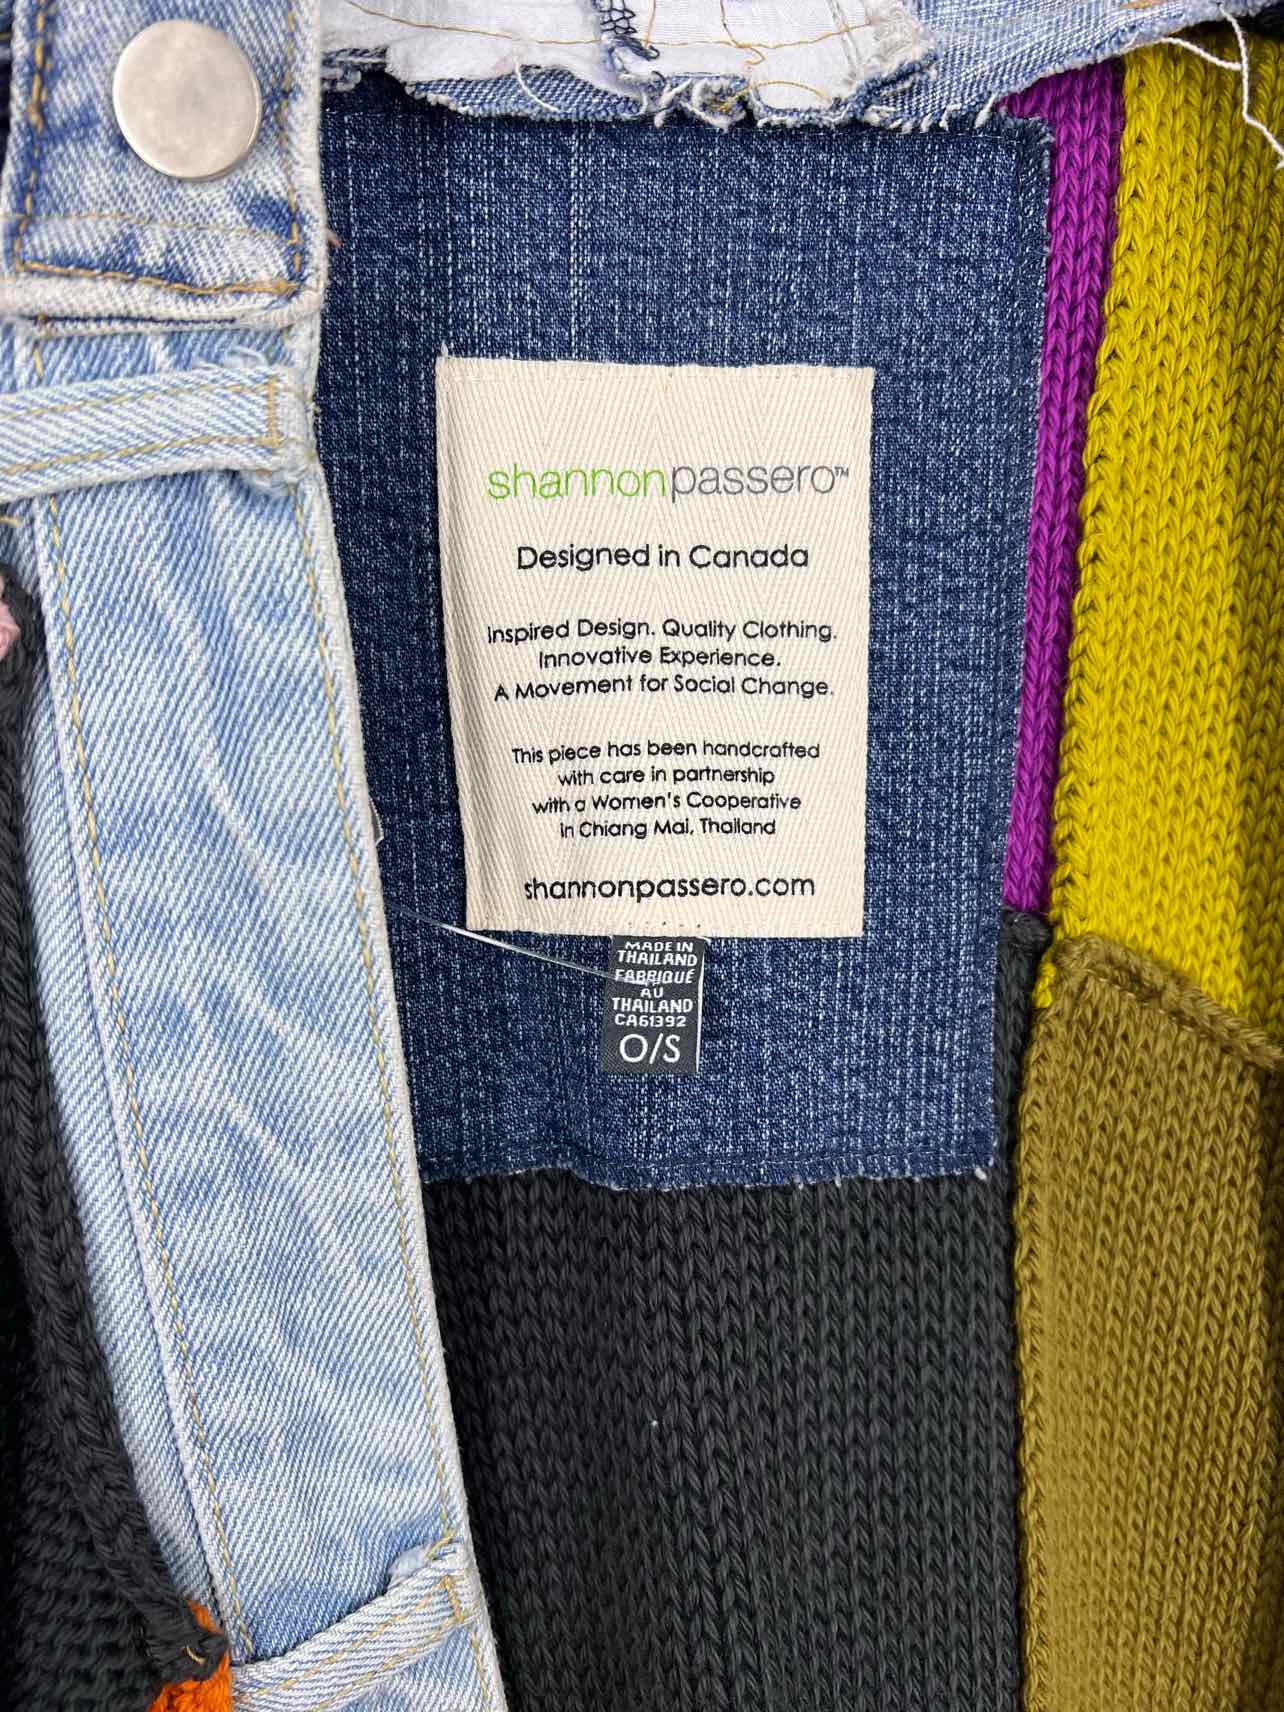 shannonpassero™
Designed in Canada
Inspired Design. Quality Clothing.
Innovative Experience.
A Movement for Social Change.
This piece has been handcrafted
with care in partnership
with a Women's Cooperative
in Chiang Mai, Thailand
shannonpassero.com
MADE IN
THAILAND
FABRIQUÉ
AU
THAILAND
CA61392
O/S